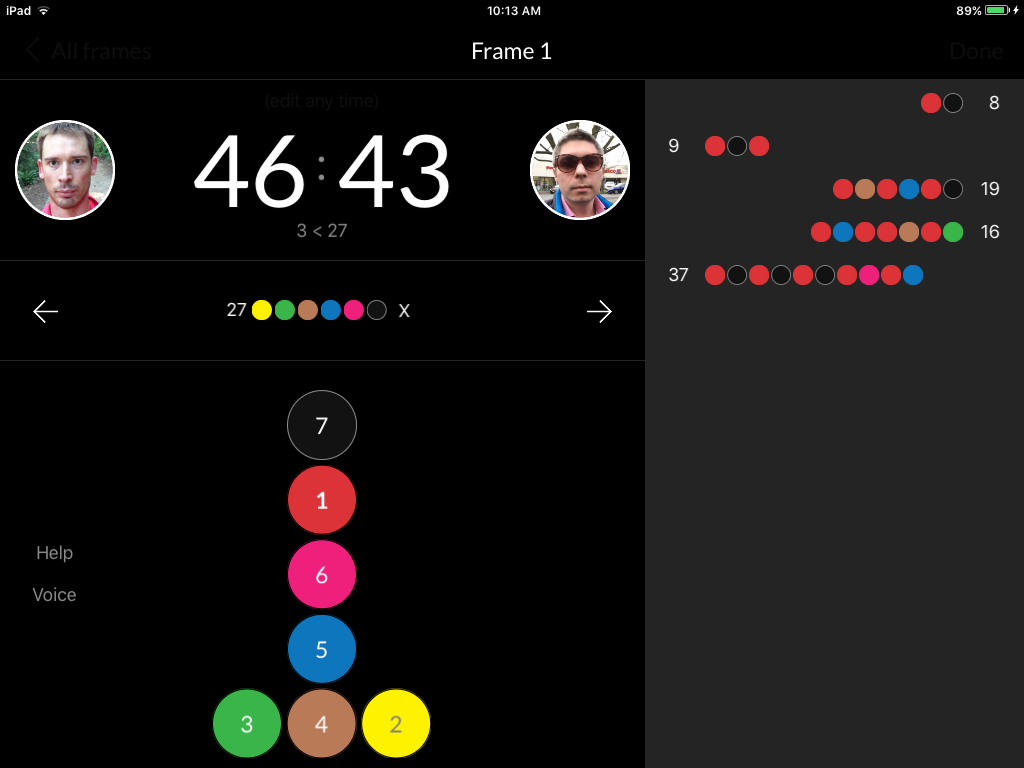 iPad 10:13 AM 89%
All frames Frame 1 Done
(edit any time)
46 : 43
3 < 27
27 X
7
1
6
5
3 4 2
Help
Voice
8
9
19
16
37